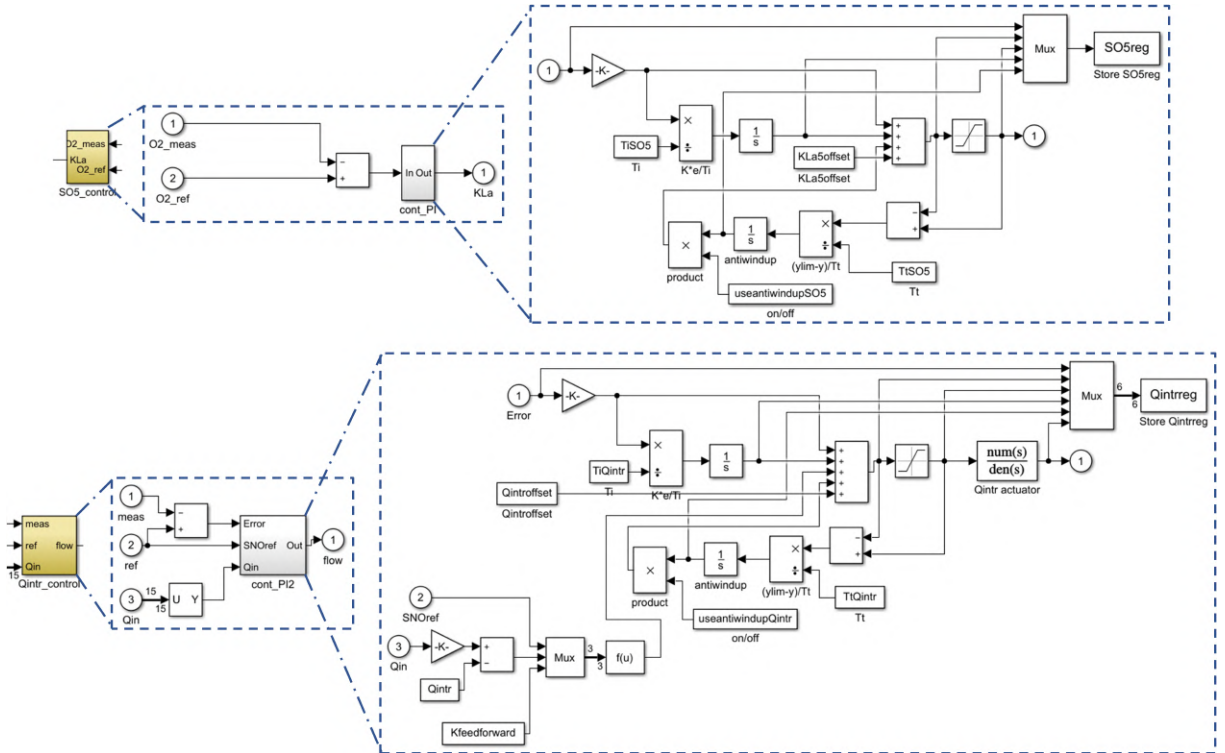 1
O2_meas
2
O2_ref
O2_meas
KLa
O2_ref
SO5_control
−
+
In Out
cont_PI
1
KLa
1
-K-
TiSO5
Ti
×
÷
K*e/Ti
1
s
+
+
+
+
KLa5offset
KLa5offset
Mux
SO5reg
Store SO5reg
1
×
product
1
s
antiwindup
×
÷
(ylim-y)/Tt
−
+
TtSO5
Tt
useantiwindupSO5
on/off
meas
ref
flow
Qin
15
Qintr_control
1
meas
2
ref
3
Qin
−
+
15
15
U Y
Error
SNOref
Out
Qin
cont_PI2
1
flow
1
Error
-K-
TiQintr
Ti
×
÷
K*e/Ti
1
s
Qintroffset
Qintroffset
+
+
+
+
+
num(s)
den(s)
Qintr actuator
Mux
6
6
Qintrreg
Store Qintrreg
1
×
product
1
s
antiwindup
×
÷
(ylim-y)/Tt
−
+
TtQintr
Tt
useantiwindupQintr
on/off
2
SNOref
3
Qin
-K-
+
−
Qintr
Mux
3
3
f(u)
Kfeedforward